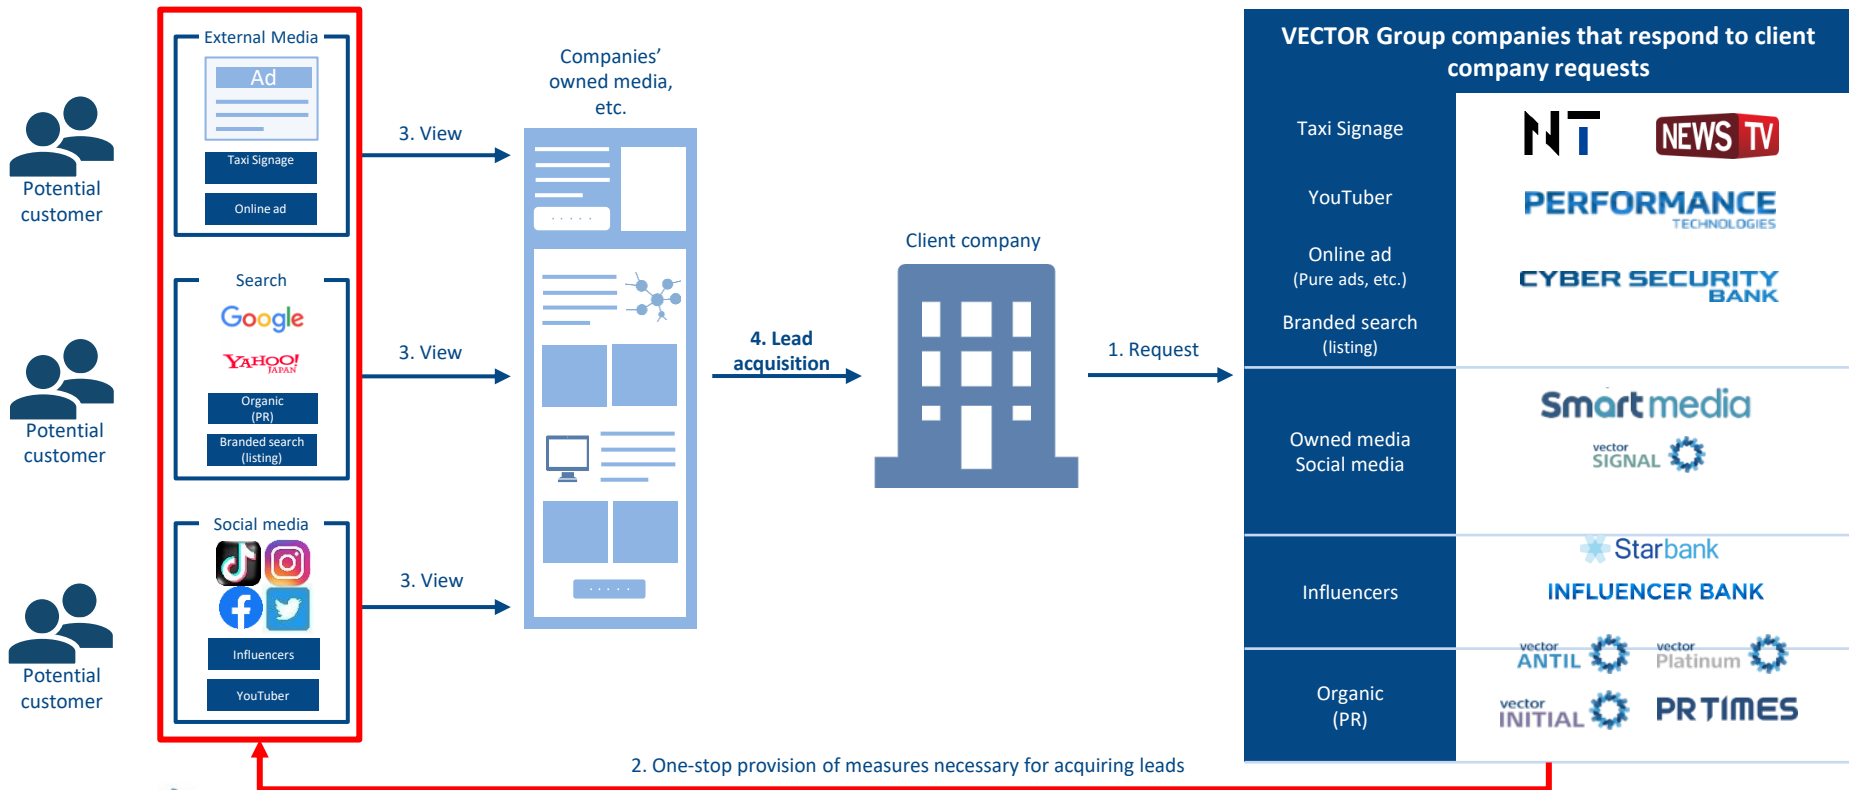 External Media
Ad
Taxi Signage
Online ad
Potential
customer
3. View
Search
Google
YAHOO!
JAPAN
Organic
(PR)
Branded search
(listing)
Potential
customer
3. View
Social media
Influencers
YouTuber
Potential
customer
3. View
Companies'
owned media,
etc.
4. Lead
acquisition
Client company
1. Request
VECTOR Group companies that respond to client
company requests
Taxi Signage
NT
NEWS TV
YouTuber
PERFORMANCE
TECHNOLOGIES
Online ad
(Pure ads, etc.)
CYBER SECURITY
BANK
Branded search
(listing)
Owned media
Social media
Smartmedia
vector
SIGNAL
Influencers
Starbank
INFLUENCER BANK
Organic
(PR)
vector
ANTIL
vector
Platinum
vector
INITIAL
PR TIMES
2. One-stop provision of measures necessary for acquiring leads